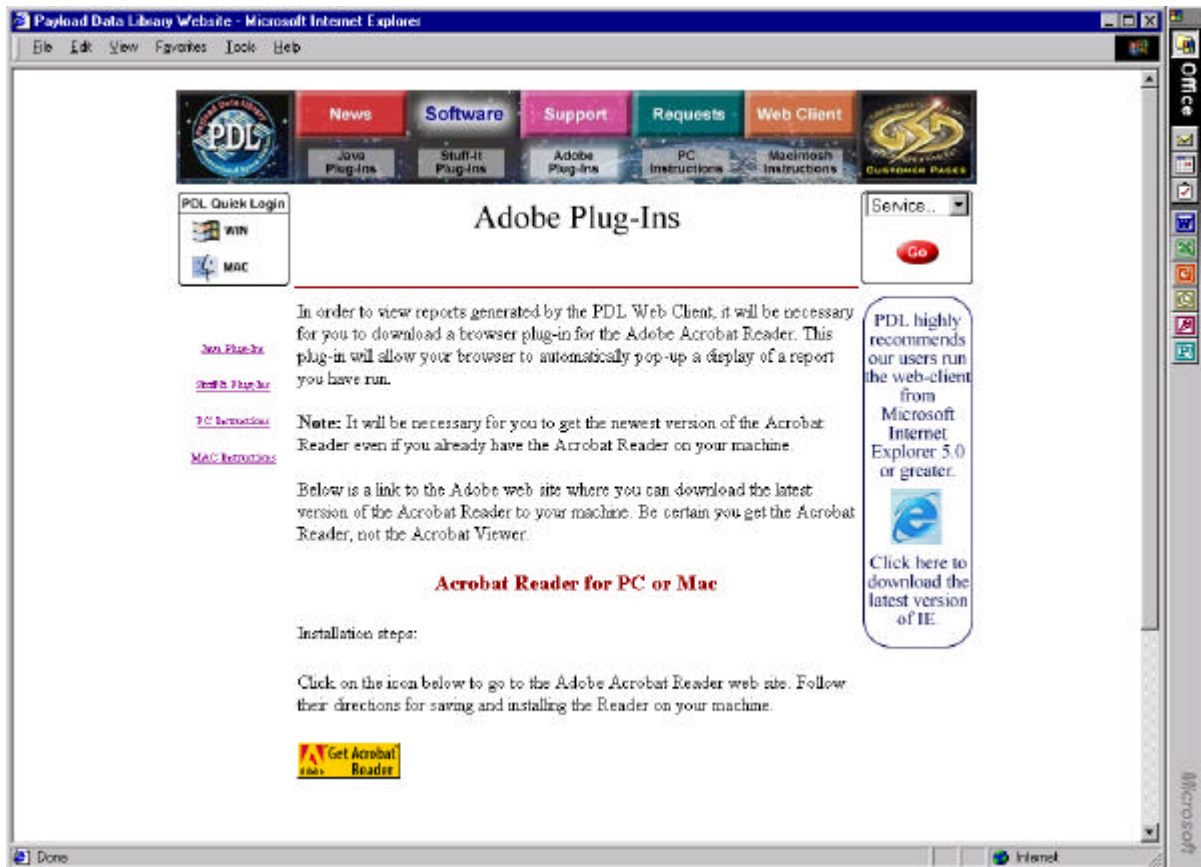 Payload Data Library Website - Microsoft Internet Explorer
File Edit View Favorites Tools Help
Office
PDL
News Software Support Requests Web Client
Java Plug-Ins
Stuff-It Plug-Ins
Adobe Plug-Ins
PC Instructions
Macintosh Instructions
GSD
CUSTOMER PAGES
PDL Quick Login
WIN
MAC
Adobe Plug-Ins
Service..
Go
Java Plug-Ins
Stuff-It Plug-Ins
PC Instructions
MAC Instructions
In order to view reports generated by the PDL Web Client, it will be necessary
for you to download a browser plug-in for the Adobe Acrobat Reader. This
plug-in will allow your browser to automatically pop-up a display of a report
you have run.
Note: It will be necessary for you to get the newest version of the Acrobat
Reader even if you already have the Acrobat Reader on your machine.
Below is a link to the Adobe web site where you can download the latest
version of the Acrobat Reader to your machine. Be certain you get the Acrobat
Reader, not the Acrobat Viewer.
Acrobat Reader for PC or Mac
Installation steps:
Click on the icon below to go to the Adobe Acrobat Reader web site. Follow
their directions for saving and installing the Reader on your machine.
Get Acrobat
Adobe Reader
PDL highly
recommends
our users run
the web-client
from
Microsoft
Internet
Explorer 5.0
or greater.
Click here to
download the
latest version
of IE.
Microsoft
Done
Internet